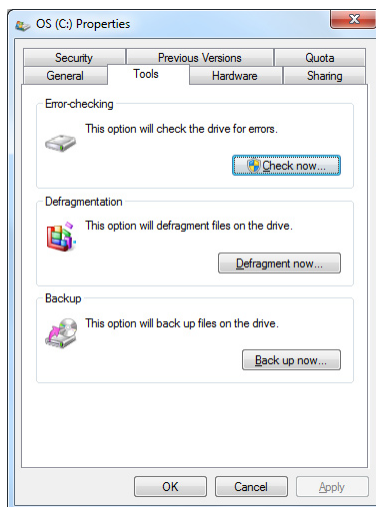 OS (C:) Properties
Security Previous Versions Quota
General Tools Hardware Sharing
Error-checking
This option will check the drive for errors.
Check now...
Defragmentation
This option will defragment files on the drive.
Defragment now...
Backup
This option will back up files on the drive.
Back up now...
OK Cancel Apply